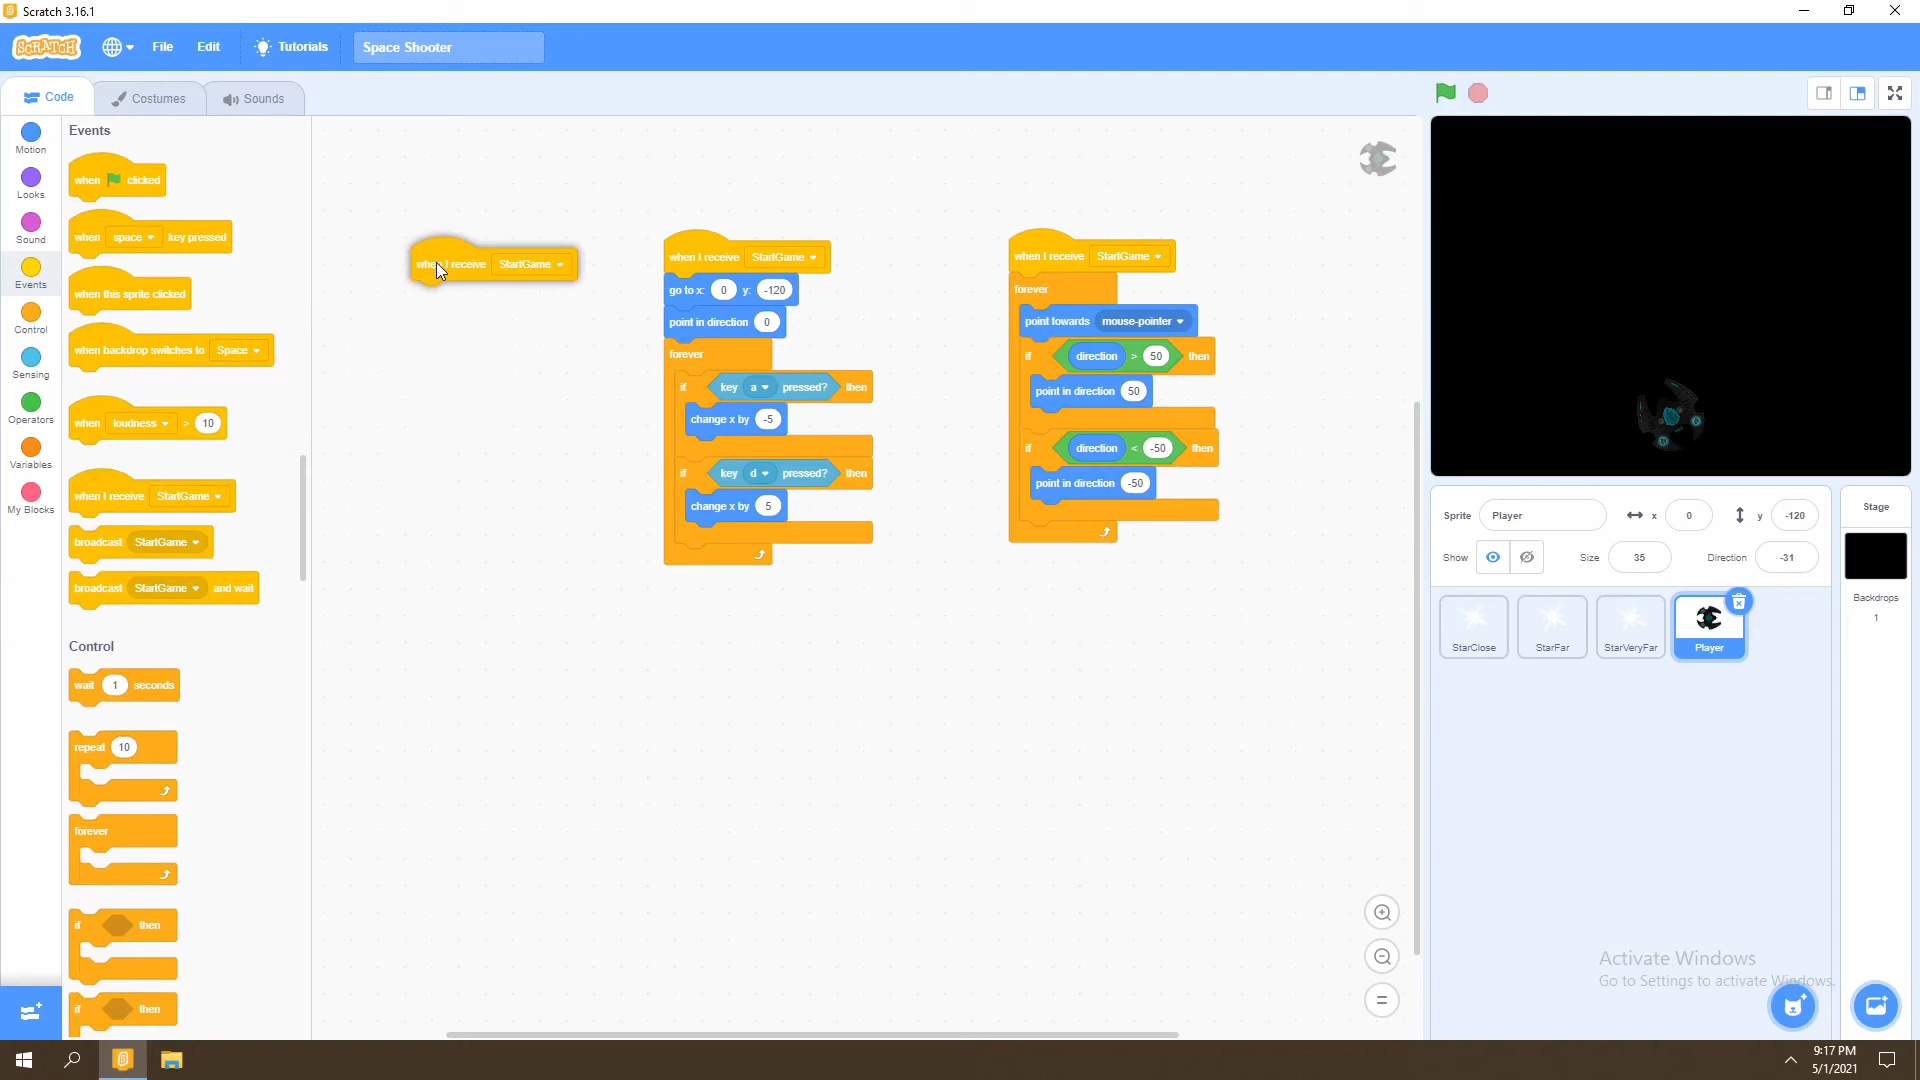 Scratch 3.16.1
SCRATCH
File
Edit
Tutorials
Space Shooter
Code
Costumes
Sounds
Motion
Looks
Sound
Events
Control
Sensing
Operators
Variables
My Blocks
Events
when clicked
when space key pressed
when this sprite clicked
when backdrop switches to Space
when loudness > 10
when I receive StartGame
broadcast StartGame
broadcast StartGame and wait
Control
wait 1 seconds
repeat 10
forever
if then
if then
when I receive StartGame
when I receive StartGame
go to x: 0 y: -120
point in direction 0
forever
if key a pressed? then
change x by -5
if key d pressed? then
change x by 5
when I receive StartGame
forever
point towards mouse-pointer
if direction > 50 then
point in direction 50
if direction < -50 then
point in direction -50
Sprite Player x 0 y -120
Show Size 35 Direction -31
StarClose
StarFar
StarVeryFar
Player
Stage
Backdrops
1
Activate Windows
Go to Settings to activate Windows.
9:17 PM
5/1/2021